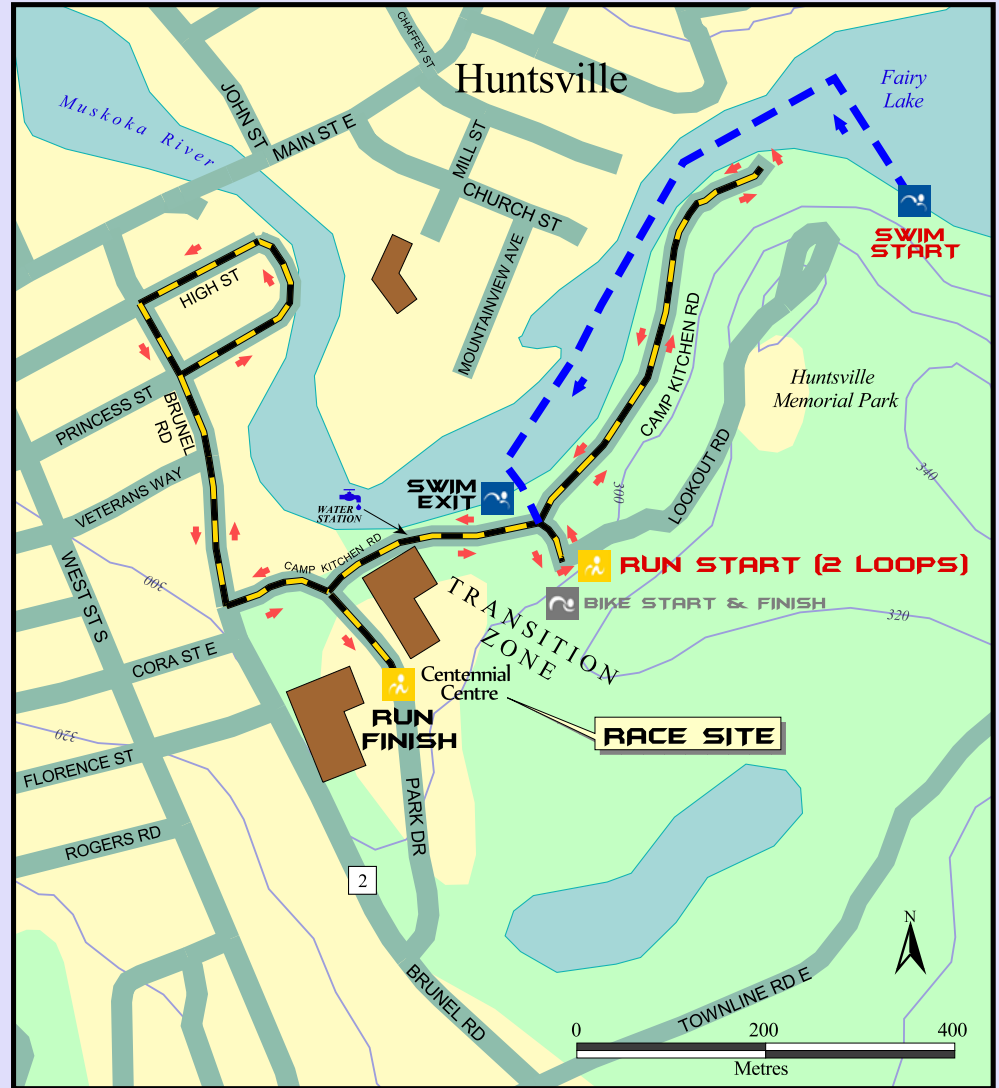 CHAFFEY ST
Huntsville
Fairy
Lake
Muskoka River
JOHN ST
MAIN ST E
MILL ST
CHURCH ST
SWIM
START
MOUNTAINVIEW AVE
HIGH ST
CAMP KITCHEN RD
Huntsville
Memorial Park
PRINCESS ST
BRUNEL
RD
LOOKOUT RD
340
VETERANS WAY
SWIM
EXIT
300
WATER
STATION
CAMP KITCHEN RD
RUN START (2 LOOPS)
BIKE START & FINISH
WEST ST S
300
TRANSITION
ZONE
320
CORA ST E
Centennial
Centre
RUN
FINISH
RACE SITE
320
FLORENCE ST
PARK DR
ROGERS RD
2
N
BRUNEL RD
TOWNLINE RD E
0 200 400
Metres